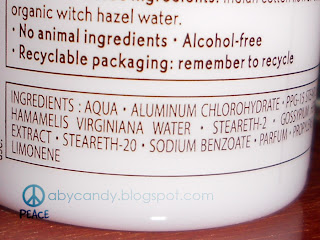 organic witch hazel water.
• No animal ingredients • Alcohol-free
• Recyclable packaging: remember to recycle
INGREDIENTS : AQUA • ALUMINUM CHLOROHYDRATE • PPG-15
HAMAMELIS VIRGINIANA WATER • STEARETH-2 • GOSSYPIUM
EXTRACT • STEARETH-20 • SODIUM BENZOATE • PARFUM •
LIMONENE
abycandy.blogspot.com
PEACE